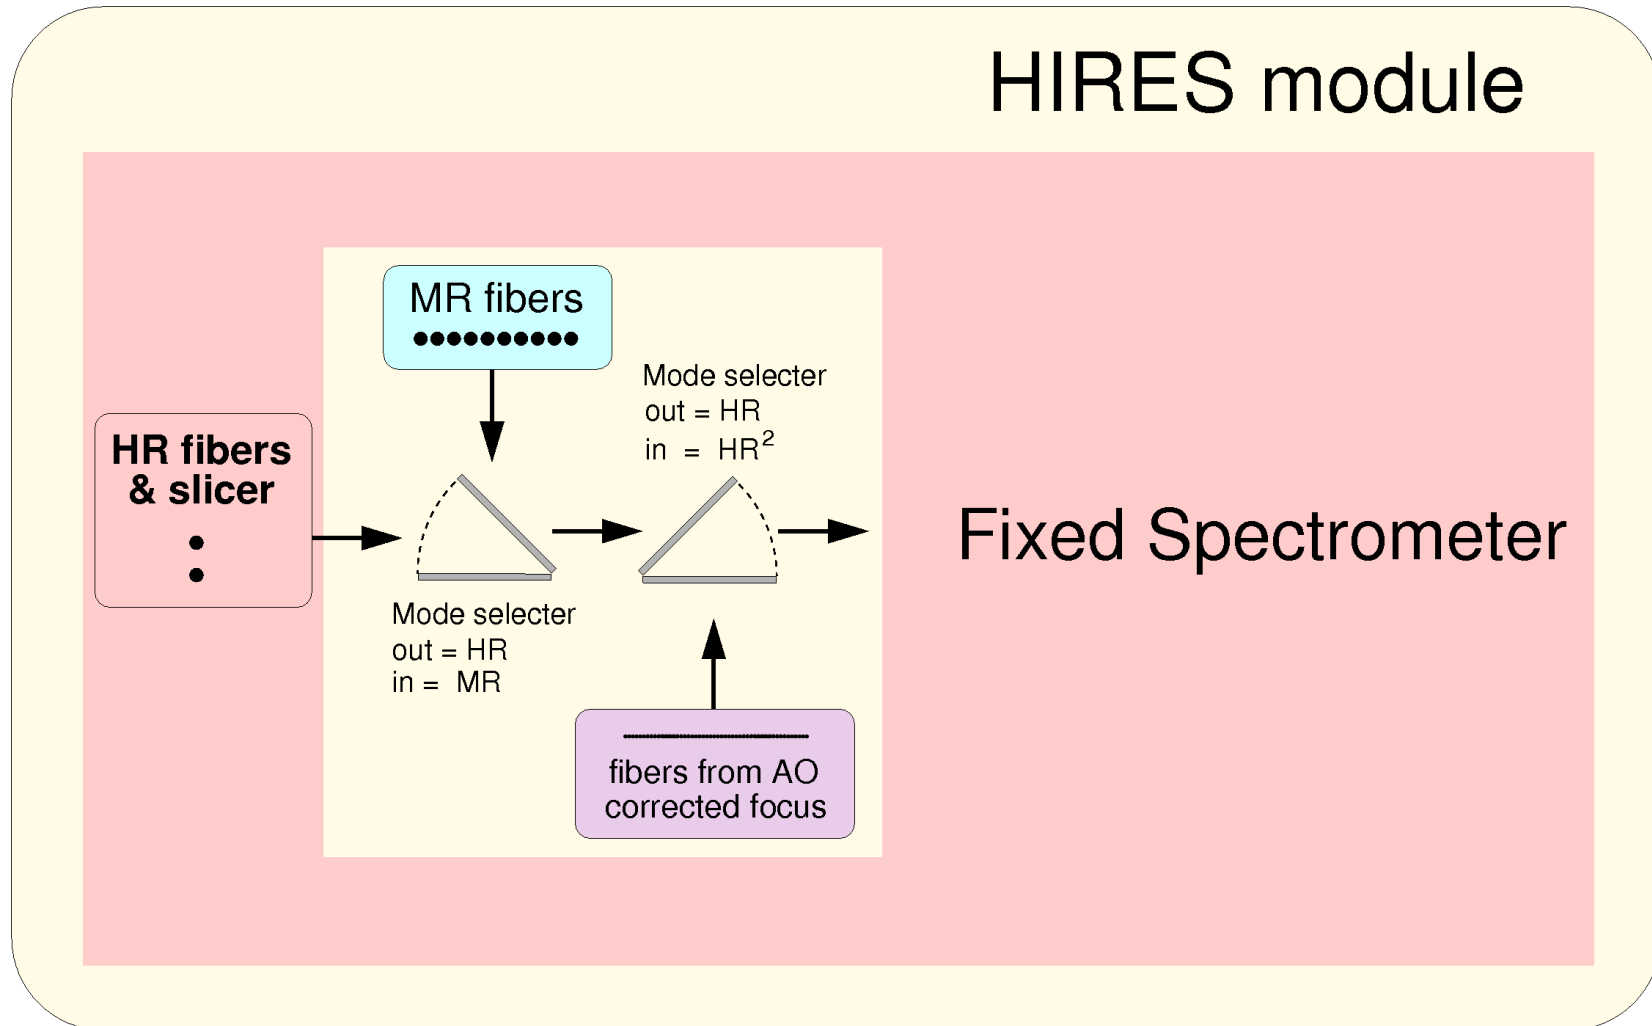 HIRES module
MR fibers
Mode selecter
out = HR
in = HR²
HR fibers
& slicer
Fixed Spectrometer
Mode selecter
out = HR
in = MR
fibers from AO
corrected focus